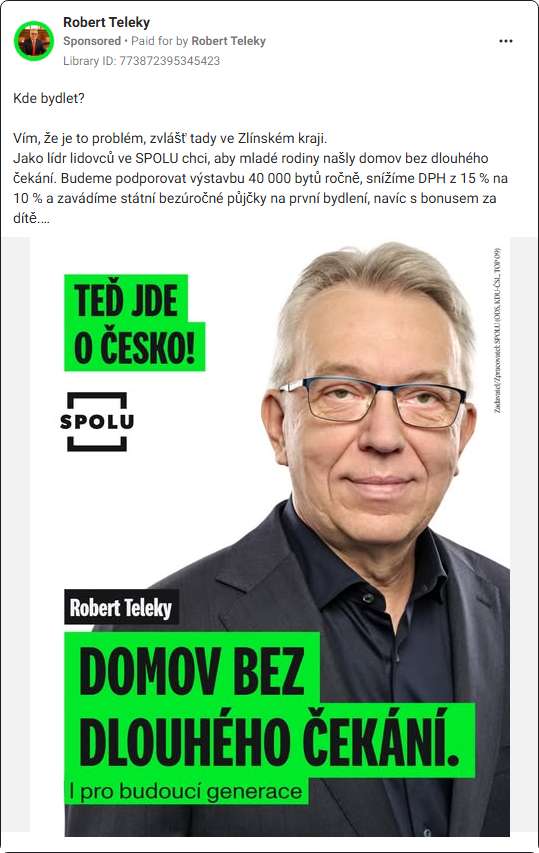 Robert Teleky
Sponsored • Paid for by Robert Teleky
Library ID: 773872395345423
Kde bydlet?
Vím, že je to problém, zvlášť tady ve Zlínském kraji.
Jako lídr lidovců ve SPOLU chci, aby mladé rodiny našly domov bez dlouhého
čekání. Budeme podporovat výstavbu 40 000 bytů ročně, snížíme DPH z 15 % na
10 % a zavádíme státní bezúročné půjčky na první bydlení, navíc s bonusem za
dítě....
TEĎ JDE
O ČESKO!
SPOLU
Zadavatel/Zpracovatel: SPOLU (ODS, KDU-ČSL, TOP 09)
Robert Teleky
DOMOV BEZ
DLOUHÉHO ČEKÁNÍ.
I pro budoucí generace